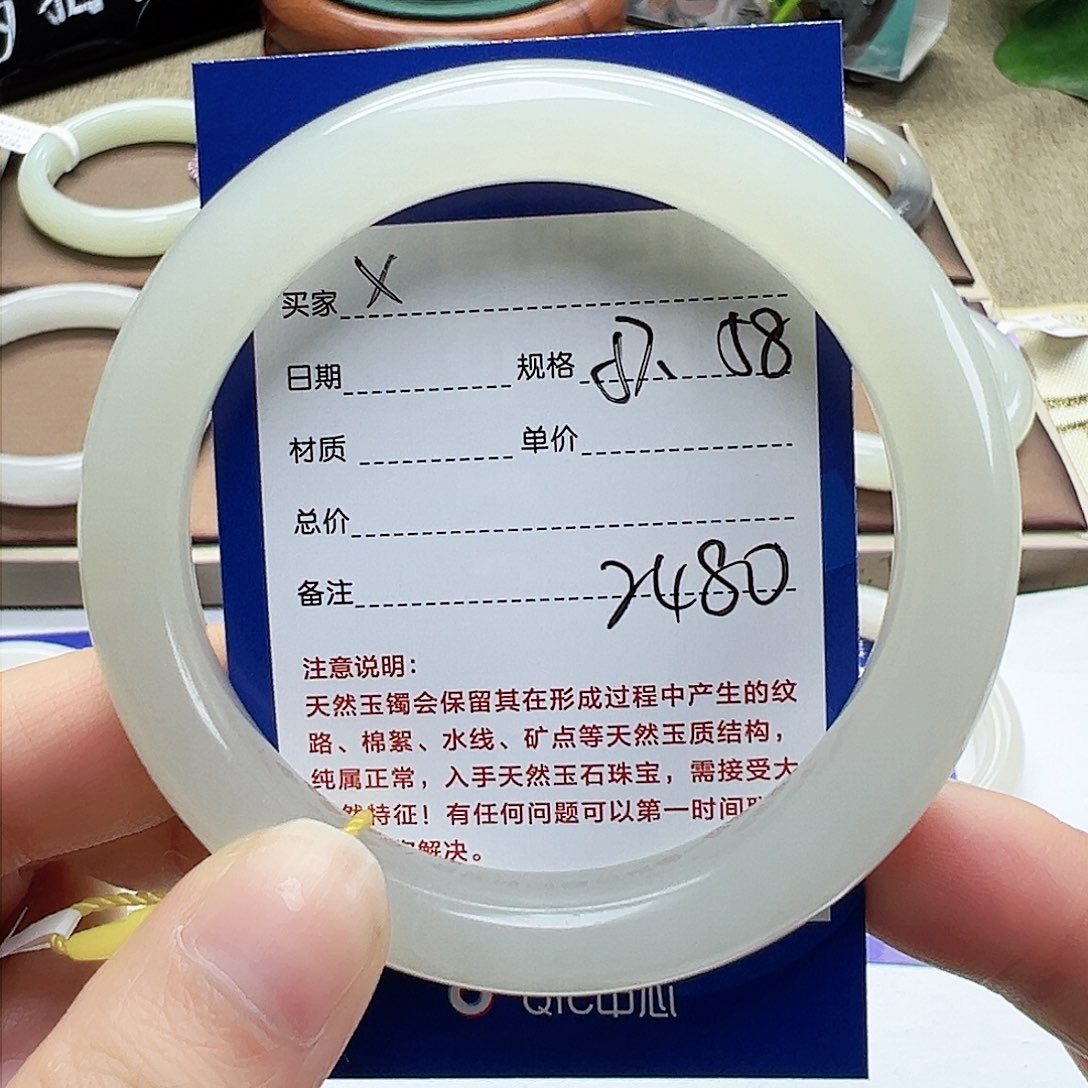 买家 X
日期 规格 58
材质 单价
总价
备注 2480
注意说明:
天然玉镯会保留其在形成过程中产生的纹
路、棉絮、水线、矿点等天然玉质结构，
纯属正常，入手天然玉石珠宝，需接受大
然特征！有任何问题可以第一时间
解决。
QIC中心